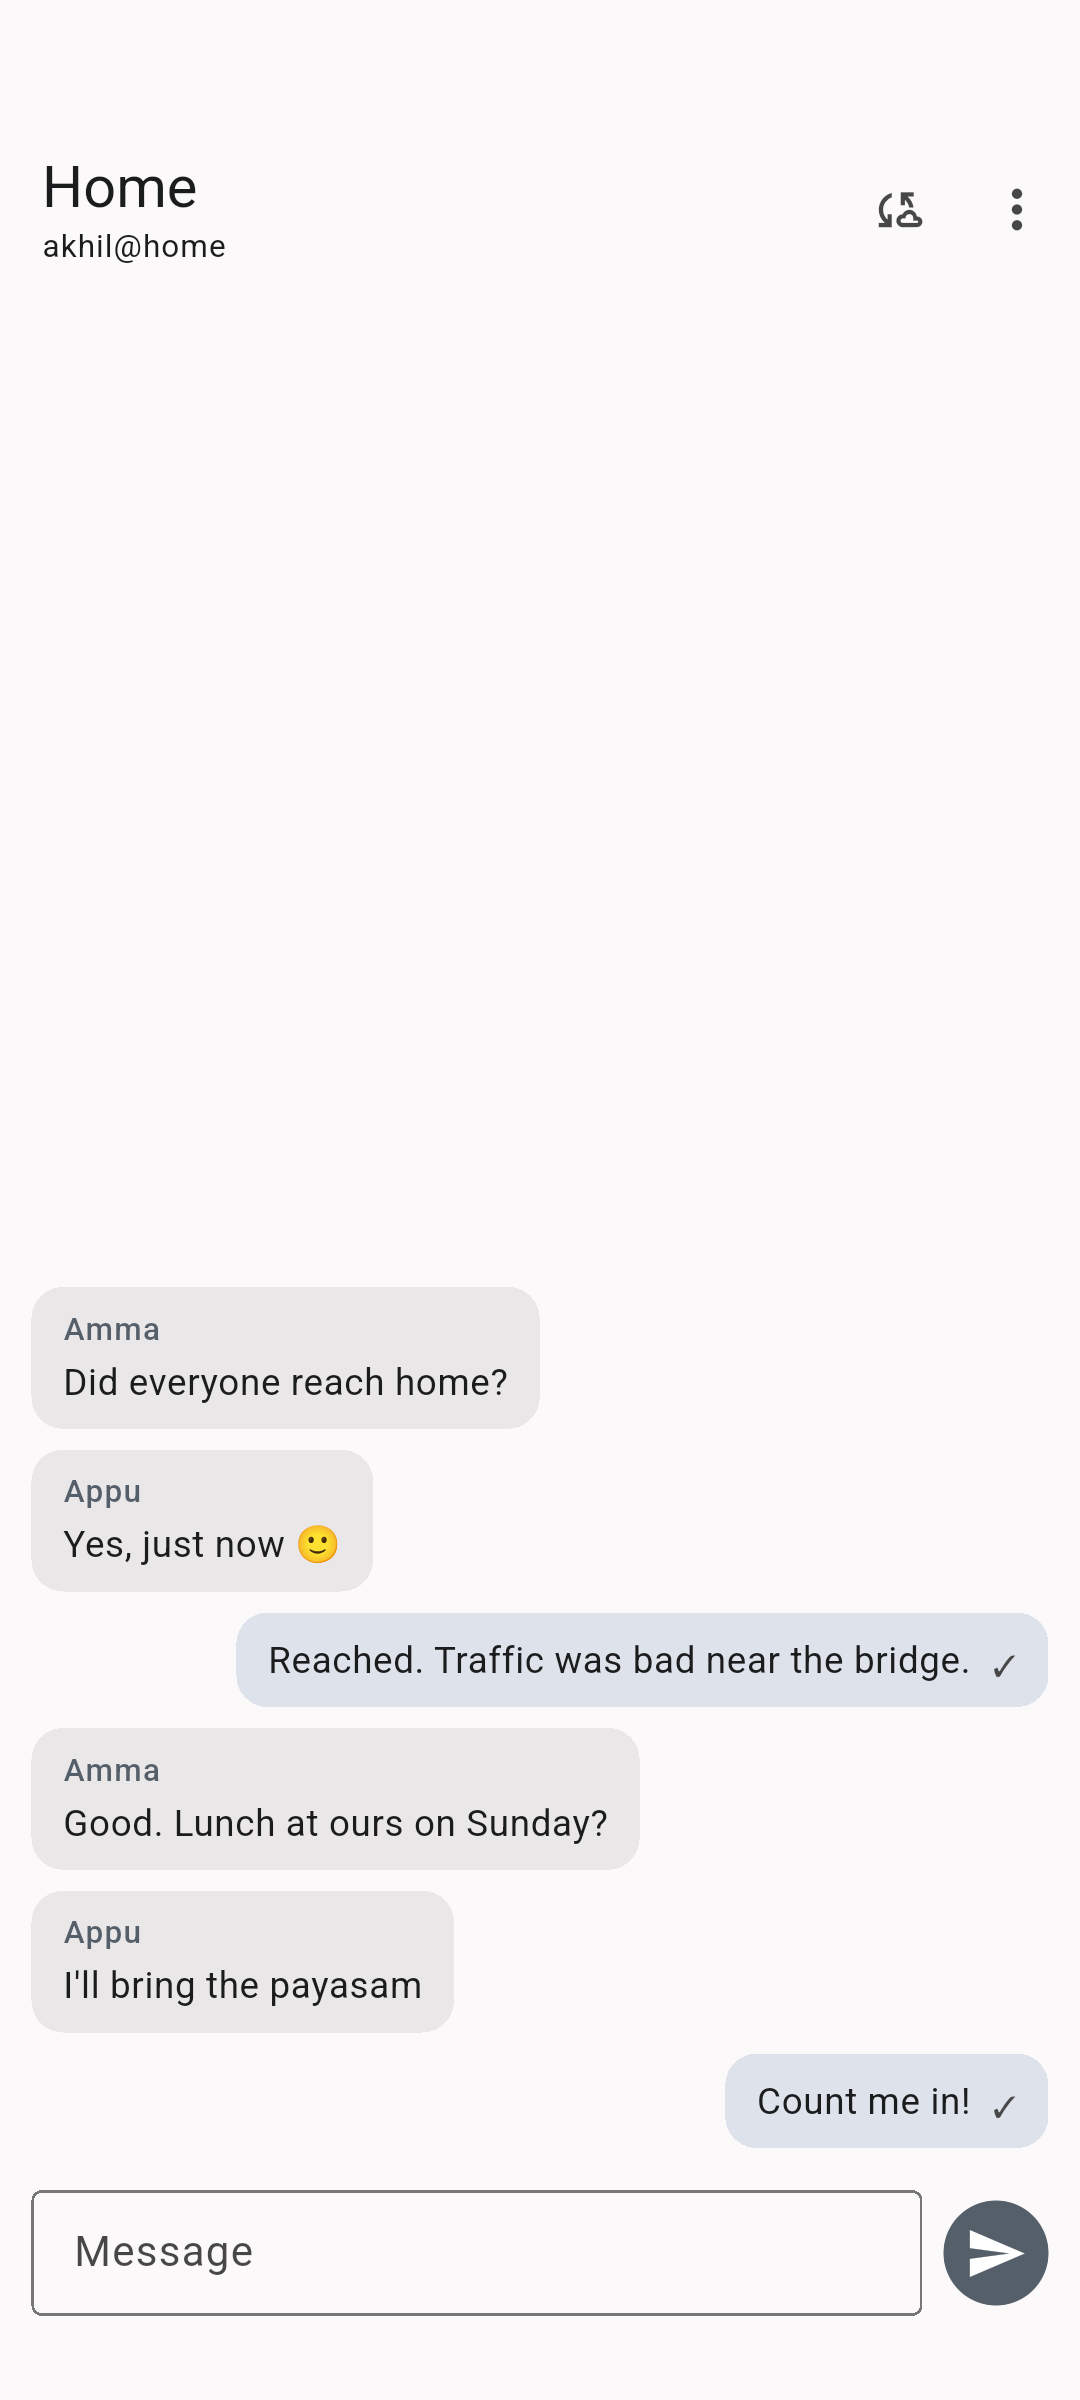 Home
akhil@home
Amma
Did everyone reach home?
Appu
Yes, just now 🙂
Reached. Traffic was bad near the bridge. ✓
Amma
Good. Lunch at ours on Sunday?
Appu
I'll bring the payasam
Count me in! ✓
Message